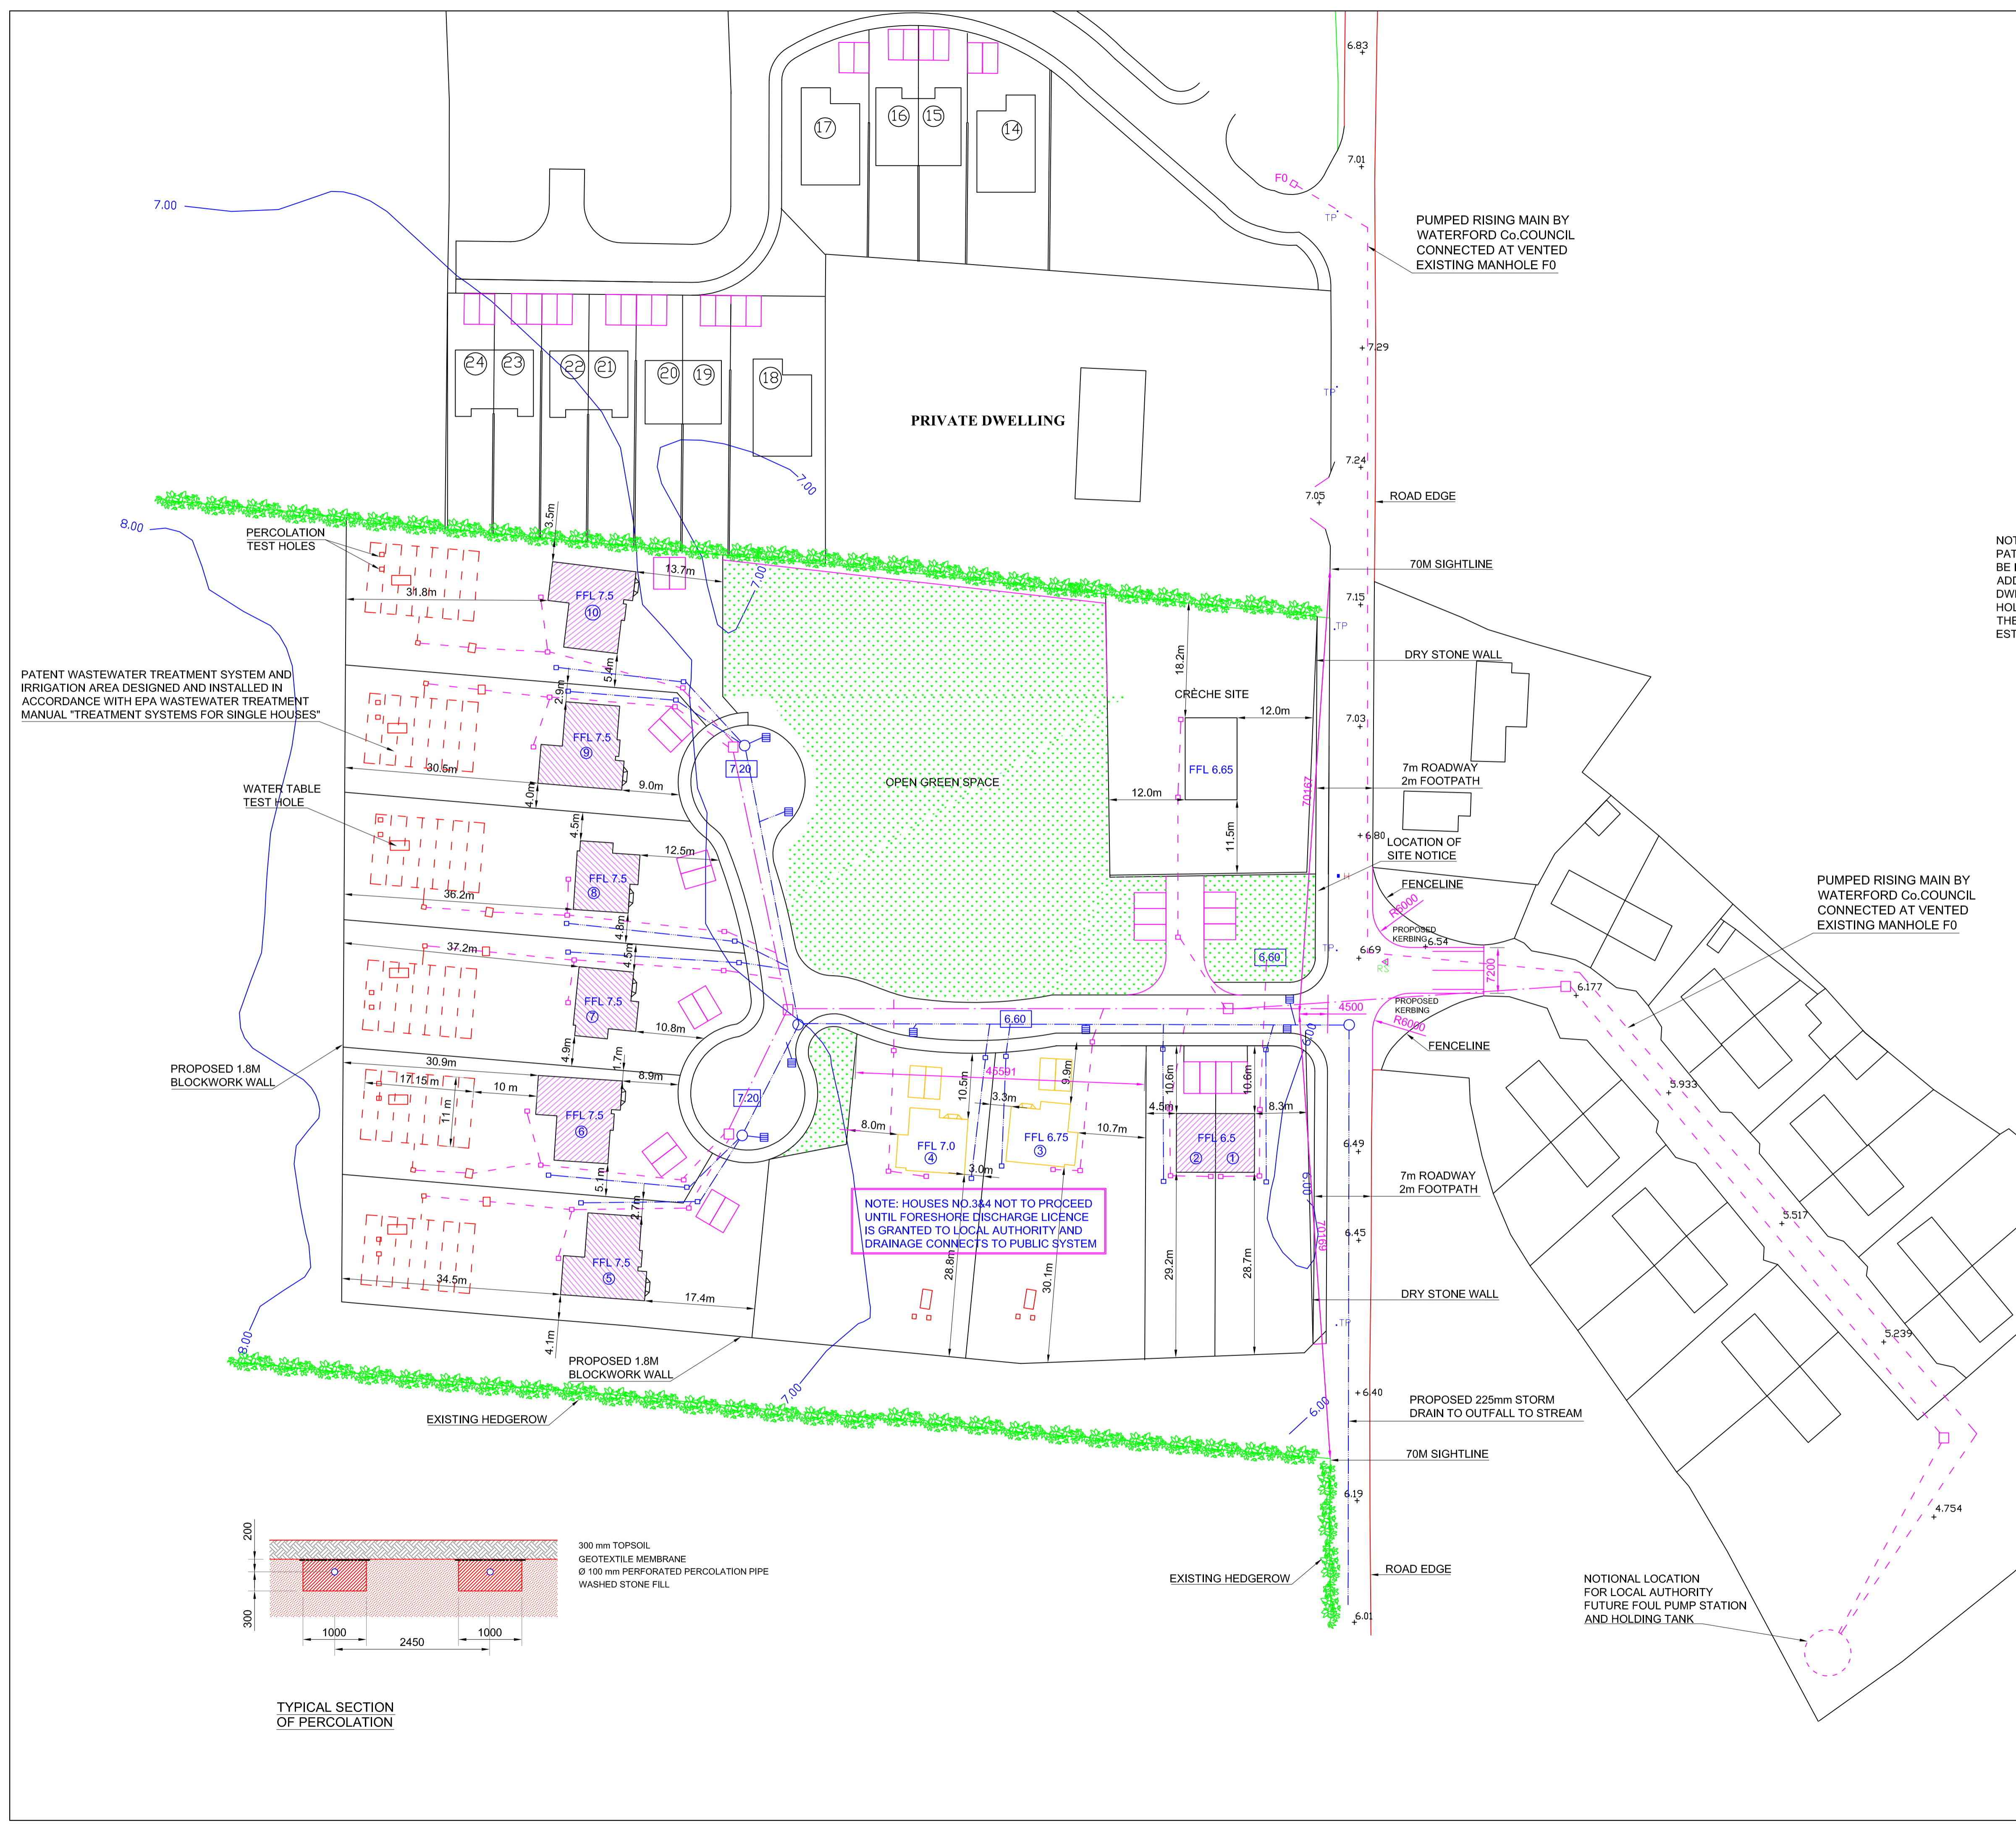 6.83
17
16
15
14
7.01
F0
TP
7.00
PUMPED RISING MAIN BY
WATERFORD Co.COUNCIL
CONNECTED AT VENTED
EXISTING MANHOLE F0
7.29
24
23
22
21
20
19
18
TP
PRIVATE DWELLING
7.24
7.00
7.05
ROAD EDGE
8.00
PERCOLATION
TEST HOLES
3.5m
13.7m
7.00
70M SIGHTLINE
31.8m
FFL 7.5
10
7.15
TP
5.4m
18.2m
DRY STONE WALL
PATENT WASTEWATER TREATMENT SYSTEM AND
IRRIGATION AREA DESIGNED AND INSTALLED IN
ACCORDANCE WITH EPA WASTEWATER TREATMENT
MANUAL "TREATMENT SYSTEMS FOR SINGLE HOUSES"
2.9m
CRÈCHE SITE
12.0m
7.03
FFL 7.5
9
7.20
30.5m
9.0m
4.0m
OPEN GREEN SPACE
FFL 6.65
12.0m
70167
7m ROADWAY
2m FOOTPATH
WATER TABLE
TEST HOLE
4.5m
12.5m
11.5m
6.80
LOCATION OF
SITE NOTICE
FFL 7.5
8
36.2m
4.8m
H
FENCELINE
R6000
PUMPED RISING MAIN BY
WATERFORD Co.COUNCIL
CONNECTED AT VENTED
EXISTING MANHOLE F0
PROPOSED
KERBING
6.54
37.2m
4.5m
TP
6.69
6.60
7200
FFL 7.5
7
6.177
10.8m
4.9m
6.60
4500
PROPOSED
KERBING
R6000
6.00
FENCELINE
PROPOSED 1.8M
BLOCKWORK WALL
30.9m
1.7m
8.9m
17.15 m
10 m
11 m
45591
10.5m
9.9m
10.6m
10.6m
5.933
7.20
3.3m
4.5m
8.3m
FFL 7.5
6
8.0m
10.7m
FFL 7.0
4
FFL 6.75
3
FFL 6.5
2
1
6.49
3.0m
5.1m
6.00
7m ROADWAY
2m FOOTPATH
2.7m
NOTE: HOUSES NO.3&4 NOT TO PROCEED
UNTIL FORESHORE DISCHARGE LICENCE
IS GRANTED TO LOCAL AUTHORITY AND
DRAINAGE CONNECTS TO PUBLIC SYSTEM
5.517
70169
6.45
FFL 7.5
5
34.5m
17.4m
28.8m
30.1m
29.2m
28.7m
DRY STONE WALL
TP
8.00
4.1m
5.239
PROPOSED 1.8M
BLOCKWORK WALL
7.00
6.00
6.40
PROPOSED 225mm STORM
DRAIN TO OUTFALL TO STREAM
EXISTING HEDGEROW
70M SIGHTLINE
6.19
4.754
200
300 mm TOPSOIL
GEOTEXTILE MEMBRANE
Ø 100 mm PERFORATED PERCOLATION PIPE
WASHED STONE FILL
300
1000
2450
1000
EXISTING HEDGEROW
ROAD EDGE
NOTIONAL LOCATION
FOR LOCAL AUTHORITY
FUTURE FOUL PUMP STATION
AND HOLDING TANK
6.01
TYPICAL SECTION
OF PERCOLATION